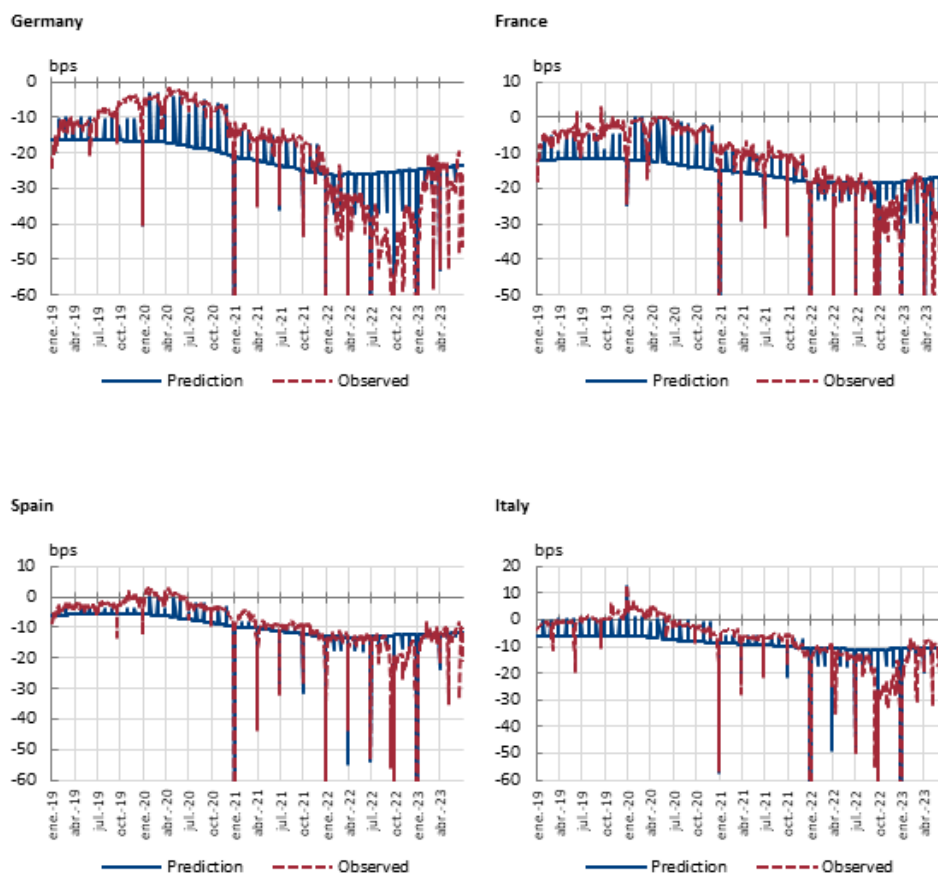 Germany
bps
-0
-10
-20
-30
-40
-50
-60
ene.-19
abr.-19
jul.-19
oct.-19
ene.-20
abr.-20
jul.-20
oct.-20
ene.-21
abr.-21
jul.-21
oct.-21
ene.-22
abr.-22
jul.-22
oct.-22
ene.-23
abr.-23
Prediction
Observed
France
bps
10
0
-10
-20
-30
-40
-50
ene.-19
abr.-19
jul.-19
oct.-19
ene.-20
abr.-20
jul.-20
oct.-20
ene.-21
abr.-21
jul.-21
oct.-21
ene.-22
abr.-22
jul.-22
oct.-22
ene.-23
abr.-23
Prediction
Observed
Spain
bps
10
0
-10
-20
-30
-40
-50
-60
ene.-19
abr.-19
jul.-19
oct.-19
ene.-20
abr.-20
jul.-20
oct.-20
ene.-21
abr.-21
jul.-21
oct.-21
ene.-22
abr.-22
jul.-22
oct.-22
ene.-23
abr.-23
Prediction
Observed
Italy
bps
20
10
0
-10
-20
-30
-40
-50
-60
ene.-19
abr.-19
jul.-19
oct.-19
ene.-20
abr.-20
jul.-20
oct.-20
ene.-21
abr.-21
jul.-21
oct.-21
ene.-22
abr.-22
jul.-22
oct.-22
ene.-23
abr.-23
Prediction
Observed